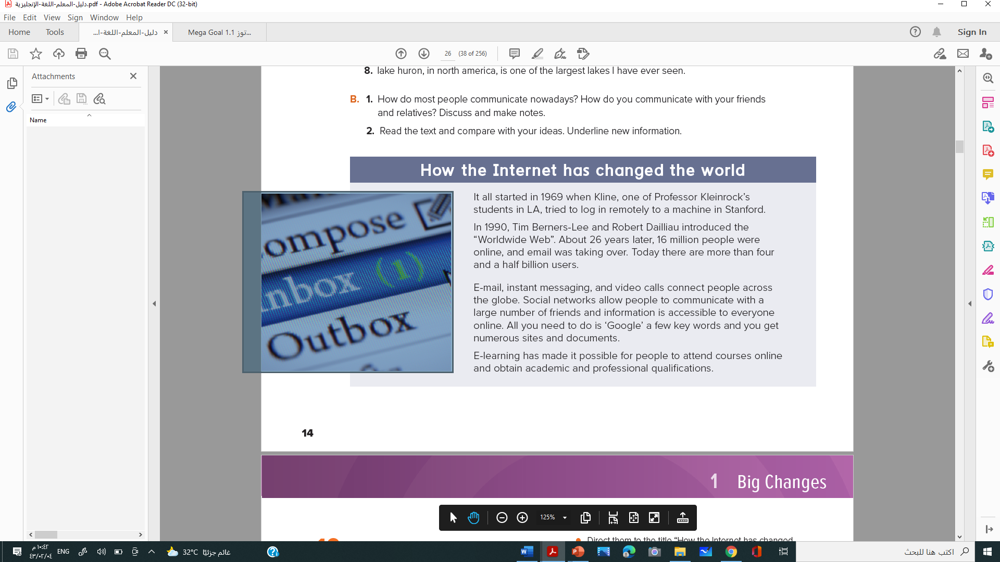 دليل-المعلم-اللغة-الإنجليزية.pdf - Adobe Acrobat Reader DC (32-bit)
File Edit View Sign Window Help
Home Tools دليل-المعلم-اللغة-ا... Mega Goal 1.1 توز... Sign In
26 (38 of 256)
Attachments
Name
8. lake huron, in north america, is one of the largest lakes I have ever seen.
B. 1. How do most people communicate nowadays? How do you communicate with your friends
and relatives? Discuss and make notes.
2. Read the text and compare with your ideas. Underline new information.
How the Internet has changed the world
It all started in 1969 when Kline, one of Professor Kleinrock’s
students in LA, tried to log in remotely to a machine in Stanford.
In 1990, Tim Berners-Lee and Robert Dailliau introduced the
“Worldwide Web”. About 26 years later, 16 million people were
online, and email was taking over. Today there are more than four
and a half billion users.
E-mail, instant messaging, and video calls connect people across
the globe. Social networks allow people to communicate with a
large number of friends and information is accessible to everyone
online. All you need to do is ‘Google’ a few key words and you get
numerous sites and documents.
E-learning has made it possible for people to attend courses online
and obtain academic and professional qualifications.
ompose
nbox (1)
Outbox
14
1 Big Changes
125%
Direct them to the title “How the Internet has changed
١٠:٤٢ م
٤٣/٠٢/٠٤
ENG
32°C غائم جزئيًا
اكتب هنا للبحث